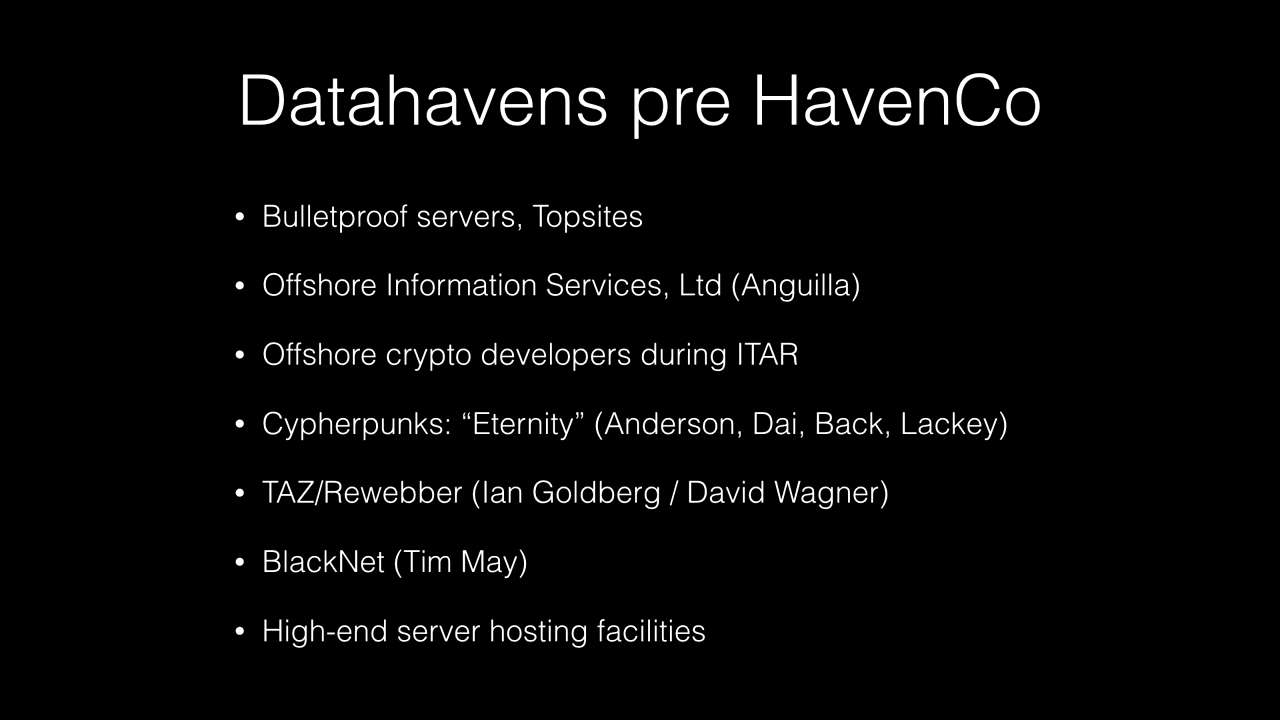 Datahavens pre HavenCo
• Bulletproof servers, Topsites
• Offshore Information Services, Ltd (Anguilla)
• Offshore crypto developers during ITAR
• Cypherpunks: “Eternity” (Anderson, Dai, Back, Lackey)
• TAZ/Rewebber (Ian Goldberg / David Wagner)
• BlackNet (Tim May)
• High-end server hosting facilities